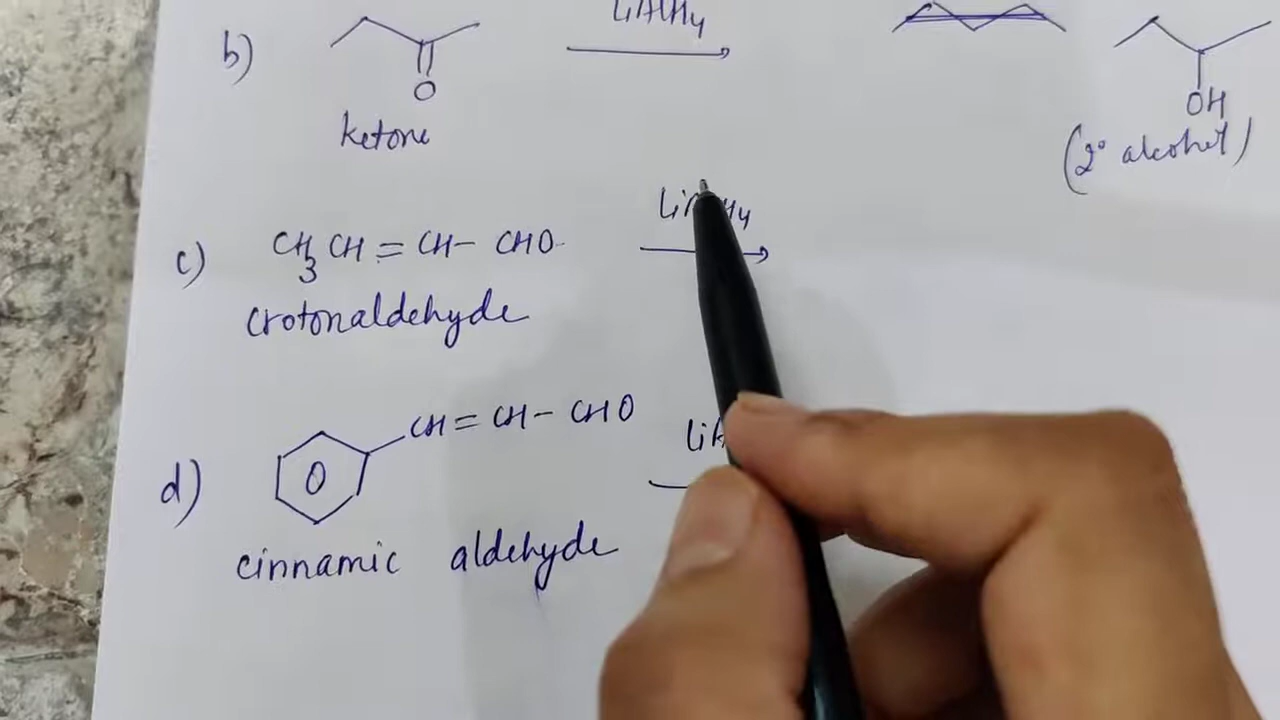 b) O LiAlH4 OH
ketone (2° alcohol)
c) CH3CH=CH-CHO
crotonaldehyde
d) CH=CH-CHO
cinnamic aldehyde